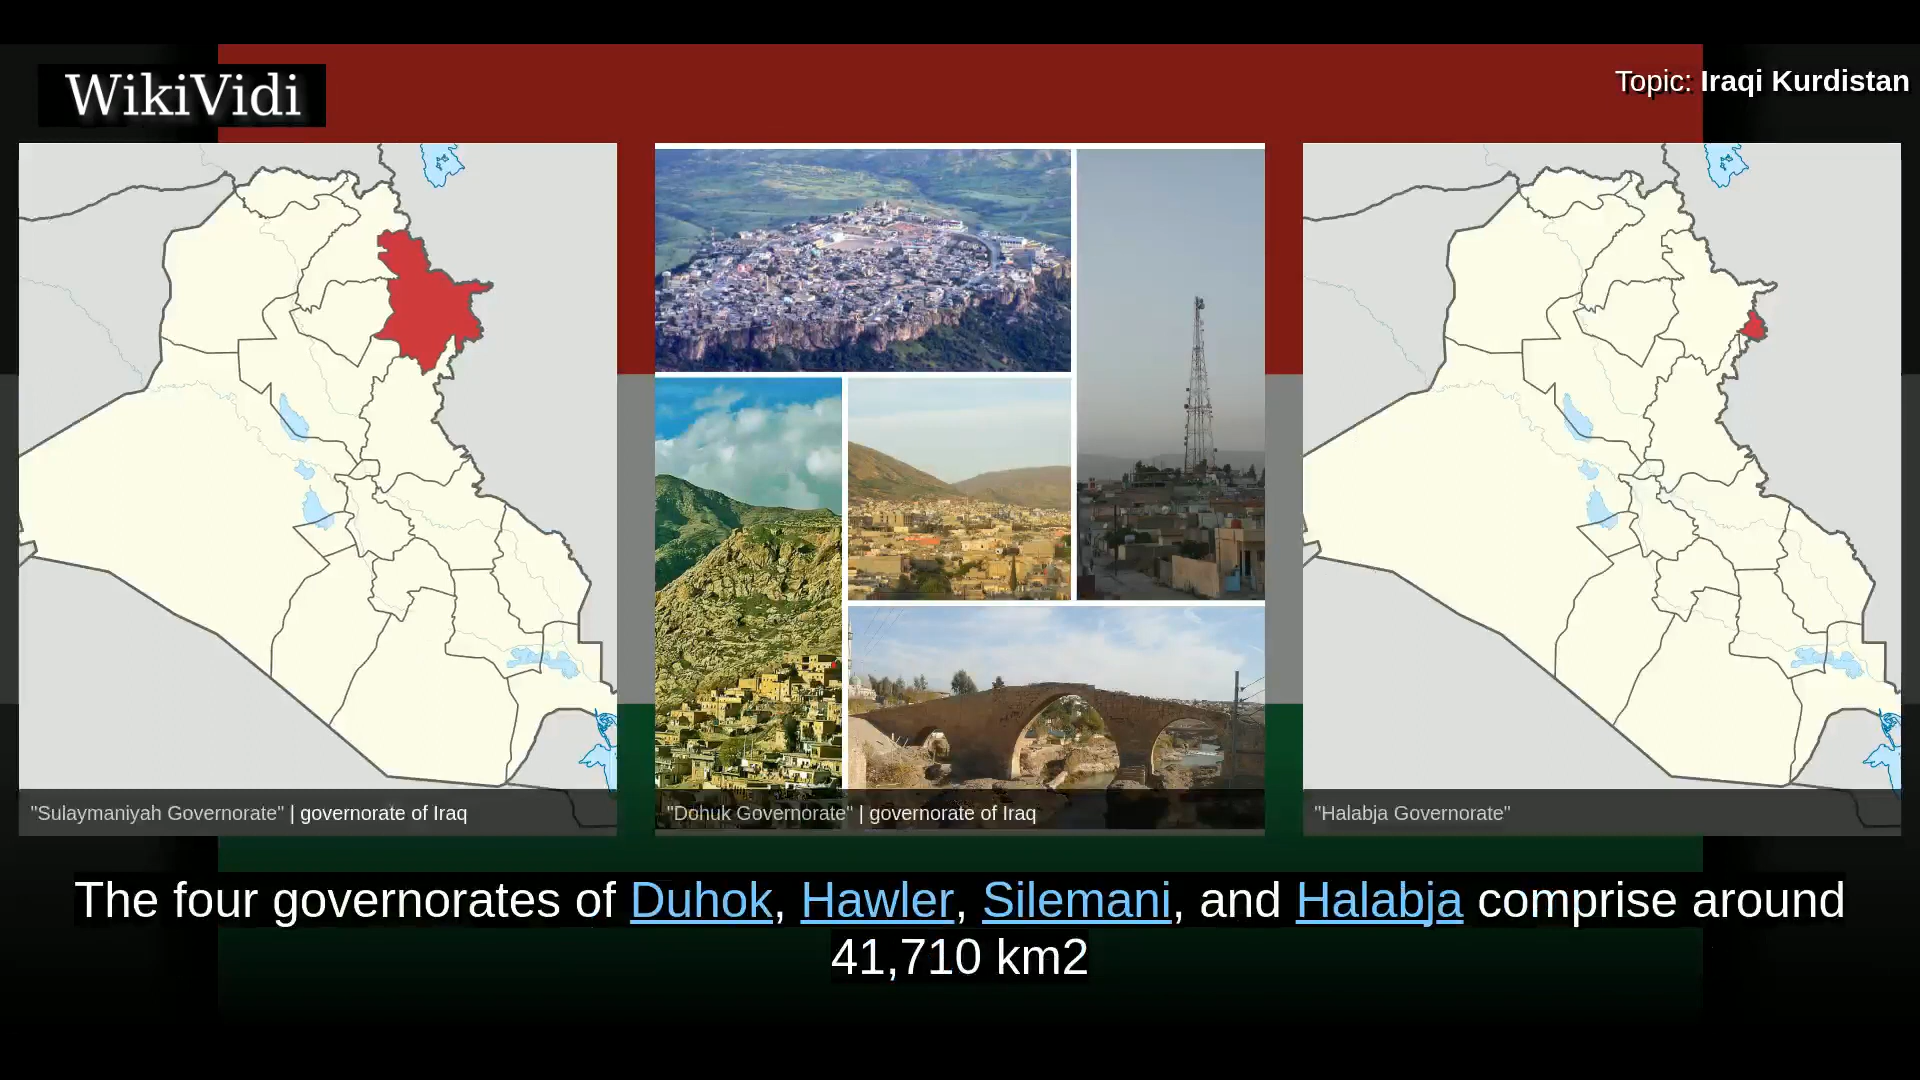 WikiVidi
Topic: Iraqi Kurdistan
"Sulaymaniyah Governorate" | governorate of Iraq
"Dohuk Governorate" | governorate of Iraq
"Halabja Governorate"
The four governorates of Duhok, Hawler, Silemani, and Halabja comprise around
41,710 km2